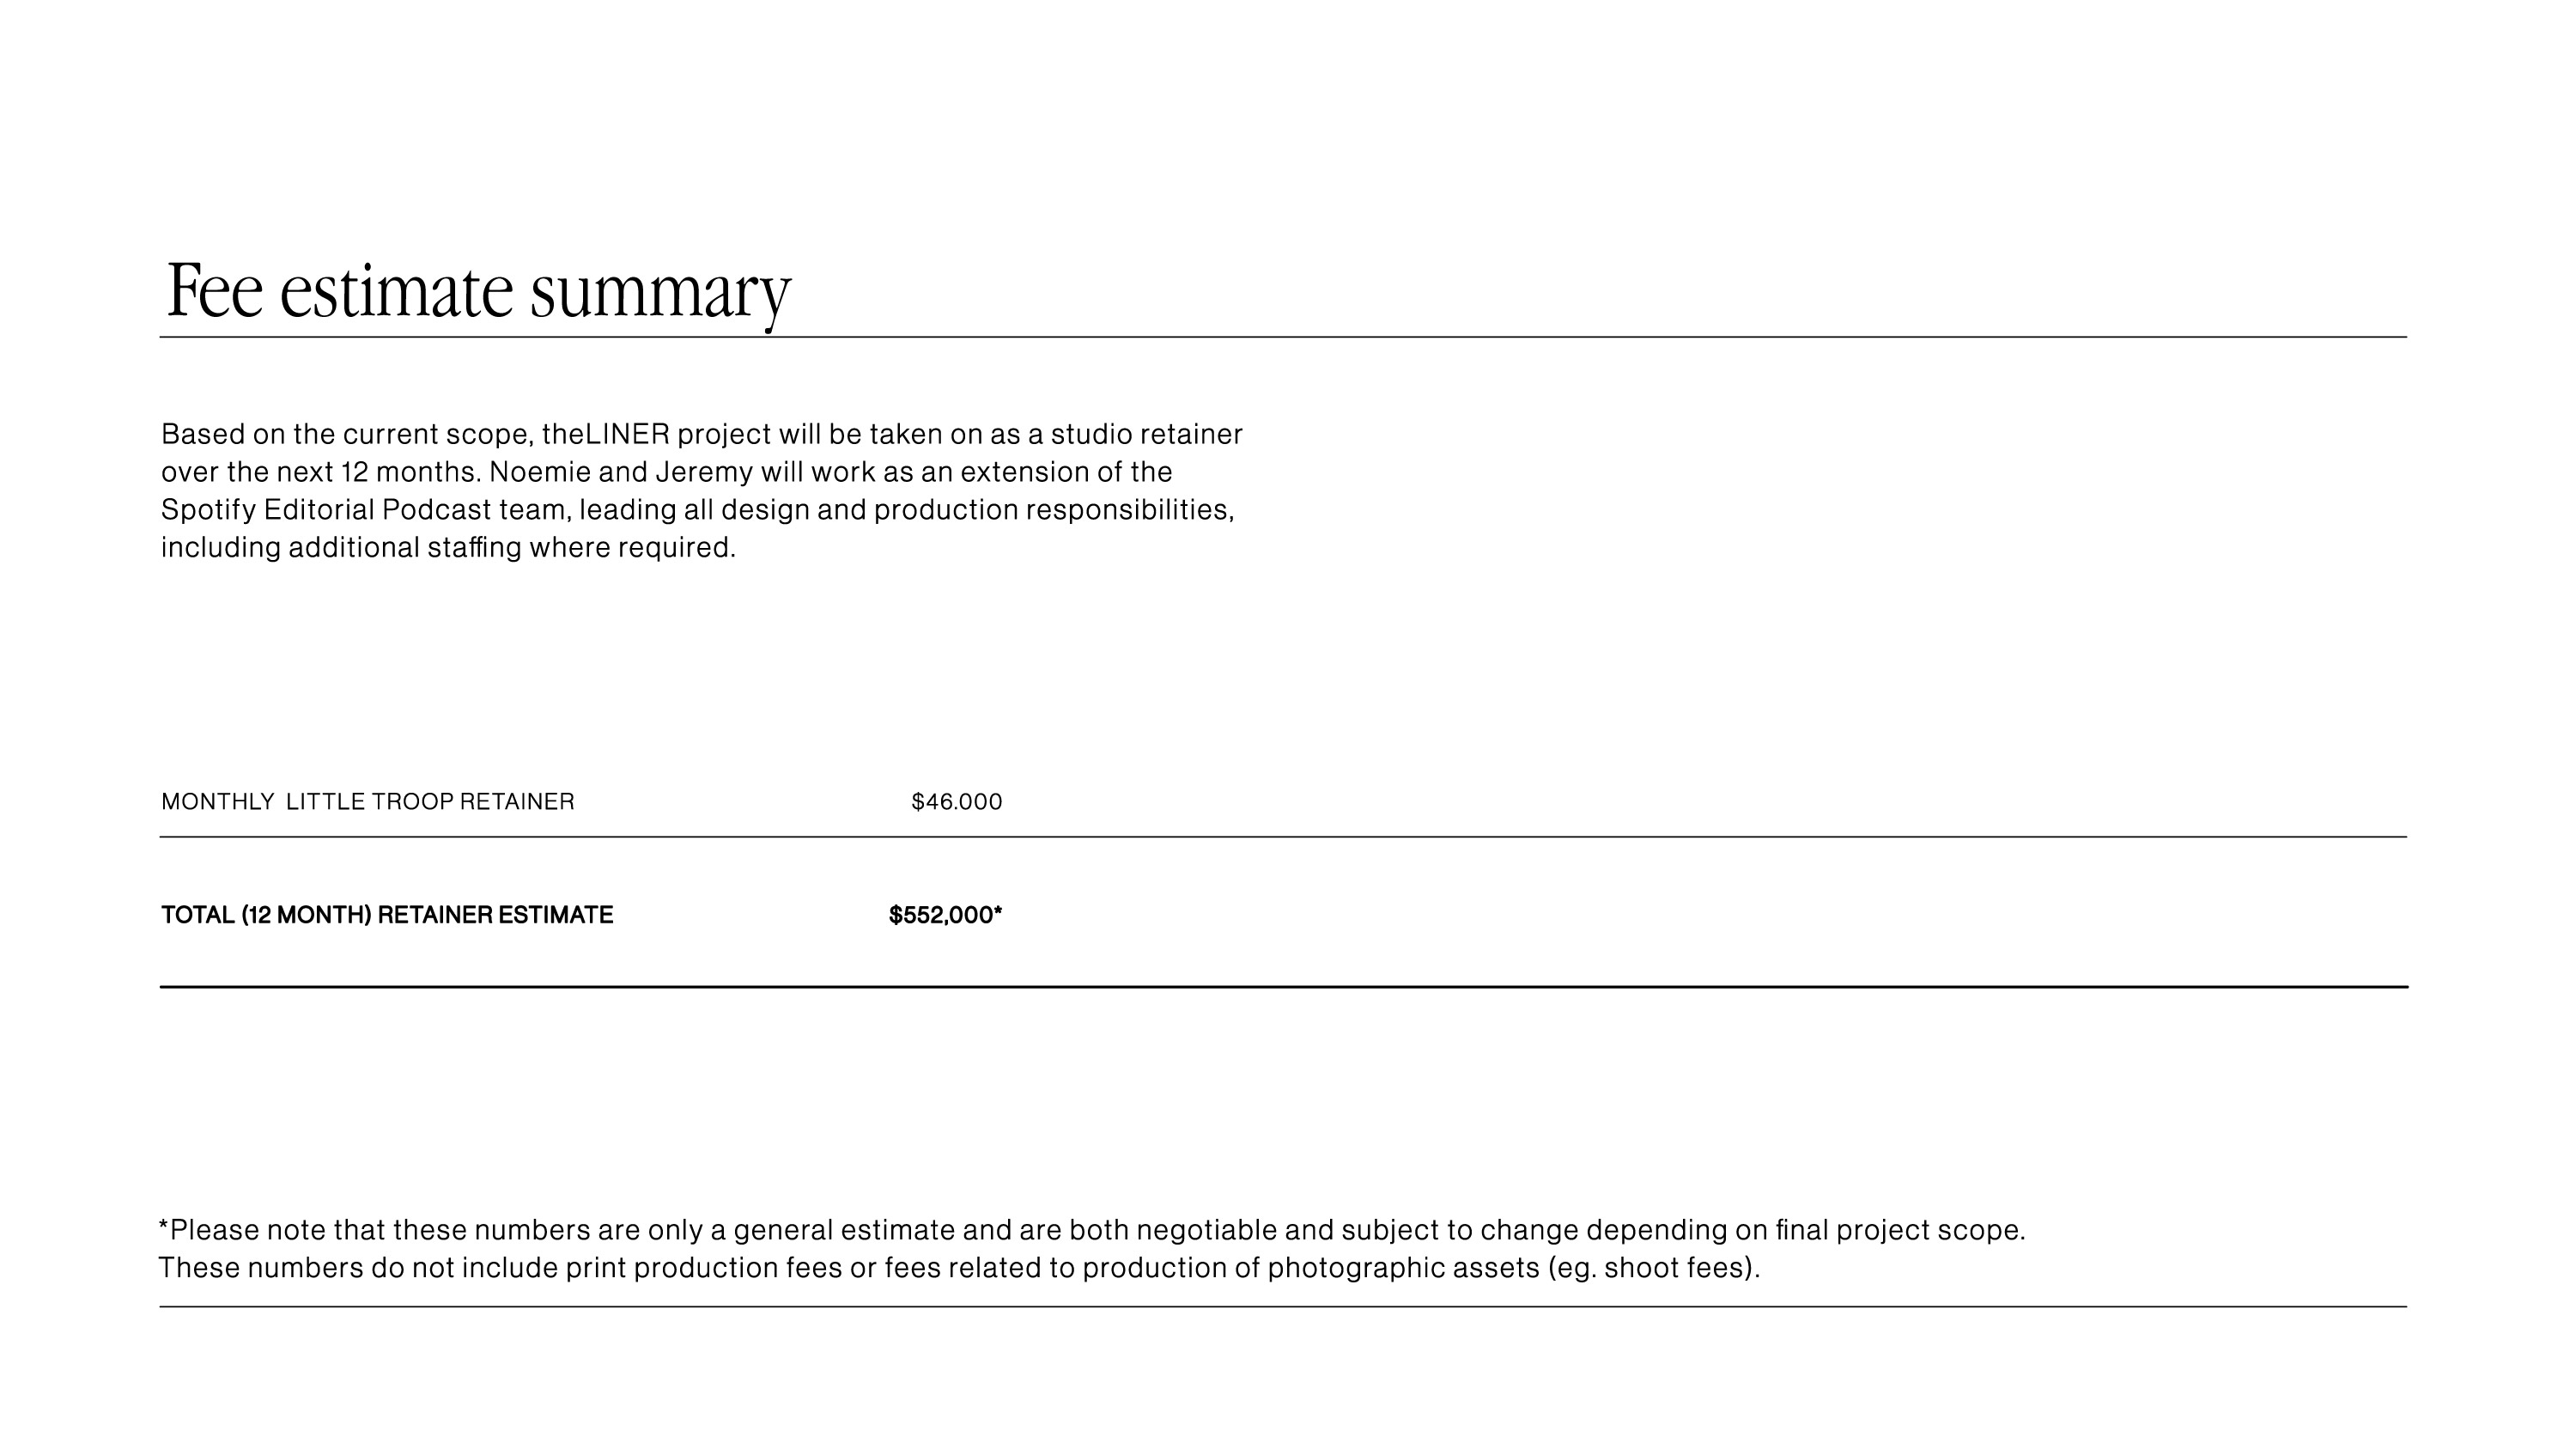 Fee estimate summary
Based on the current scope, theLINER project will be taken on as a studio retainer
over the next 12 months. Noemie and Jeremy will work as an extension of the
Spotify Editorial Podcast team, leading all design and production responsibilities,
including additional staffing where required.
MONTHLY  LITTLE TROOP RETAINER $46.000
TOTAL (12 MONTH) RETAINER ESTIMATE $552,000*
*Please note that these numbers are only a general estimate and are both negotiable and subject to change depending on final project scope.
These numbers do not include print production fees or fees related to production of photographic assets (eg. shoot fees).